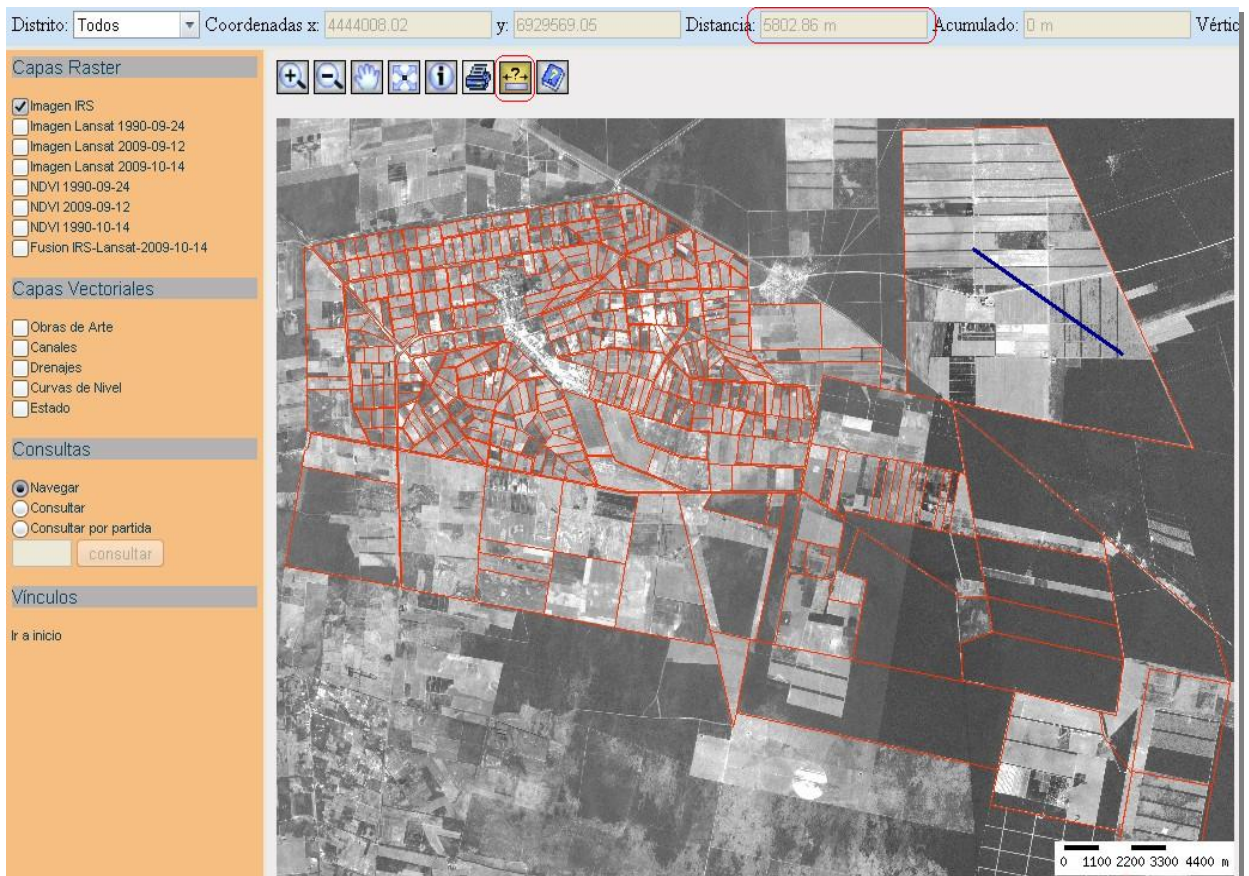 Distrito: Todos Coordenadas x: 4444008.02 y: 6929569.05 Distancia: 5802.86 m Acumulado: 0 m Vértic
Capas Raster
Imagen IRS
Imagen Lansat 1990-09-24
Imagen Lansat 2009-09-12
Imagen Lansat 2009-10-14
NDVI 1990-09-24
NDVI 2009-09-12
NDVI 1990-10-14
Fusion IRS-Lansat-2009-10-14
Capas Vectoriales
Obras de Arte
Canales
Drenajes
Curvas de Nivel
Estado
Consultas
Navegar
Consultar
Consultar por partida
consultar
Vínculos
Ir a inicio
0 1100 2200 3300 4400 m